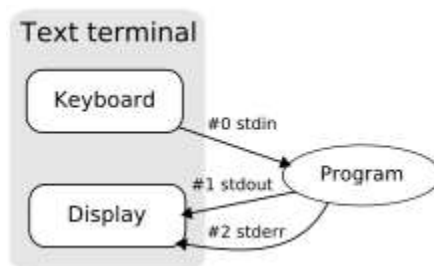 Text terminal
Keyboard
#0 stdin
Program
#1 stdout
Display
#2 stderr